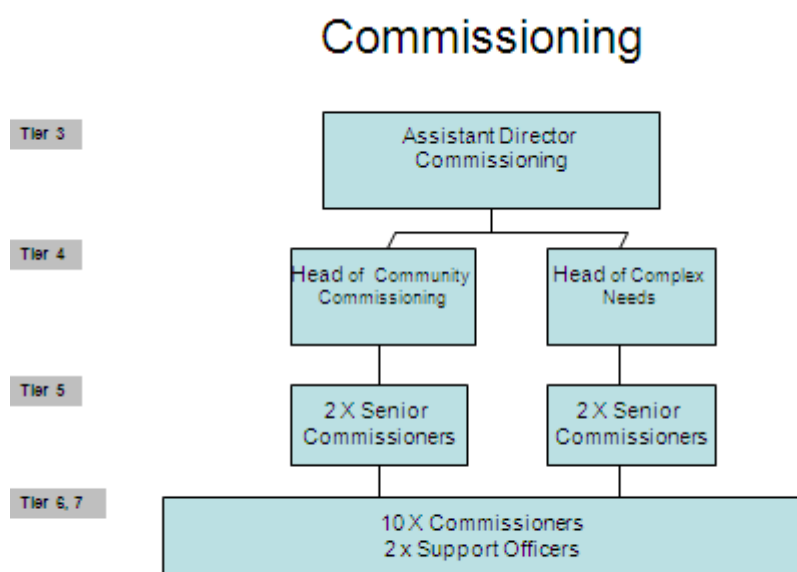 Commissioning
Tier 3
Assistant Director
Commissioning
Tier 4
Head of Community
Commissioning
Head of Complex
Needs
Tier 5
2 X Senior
Commissioners
2 X Senior
Commissioners
Tier 6, 7
10 X Commissioners
2 x Support Officers